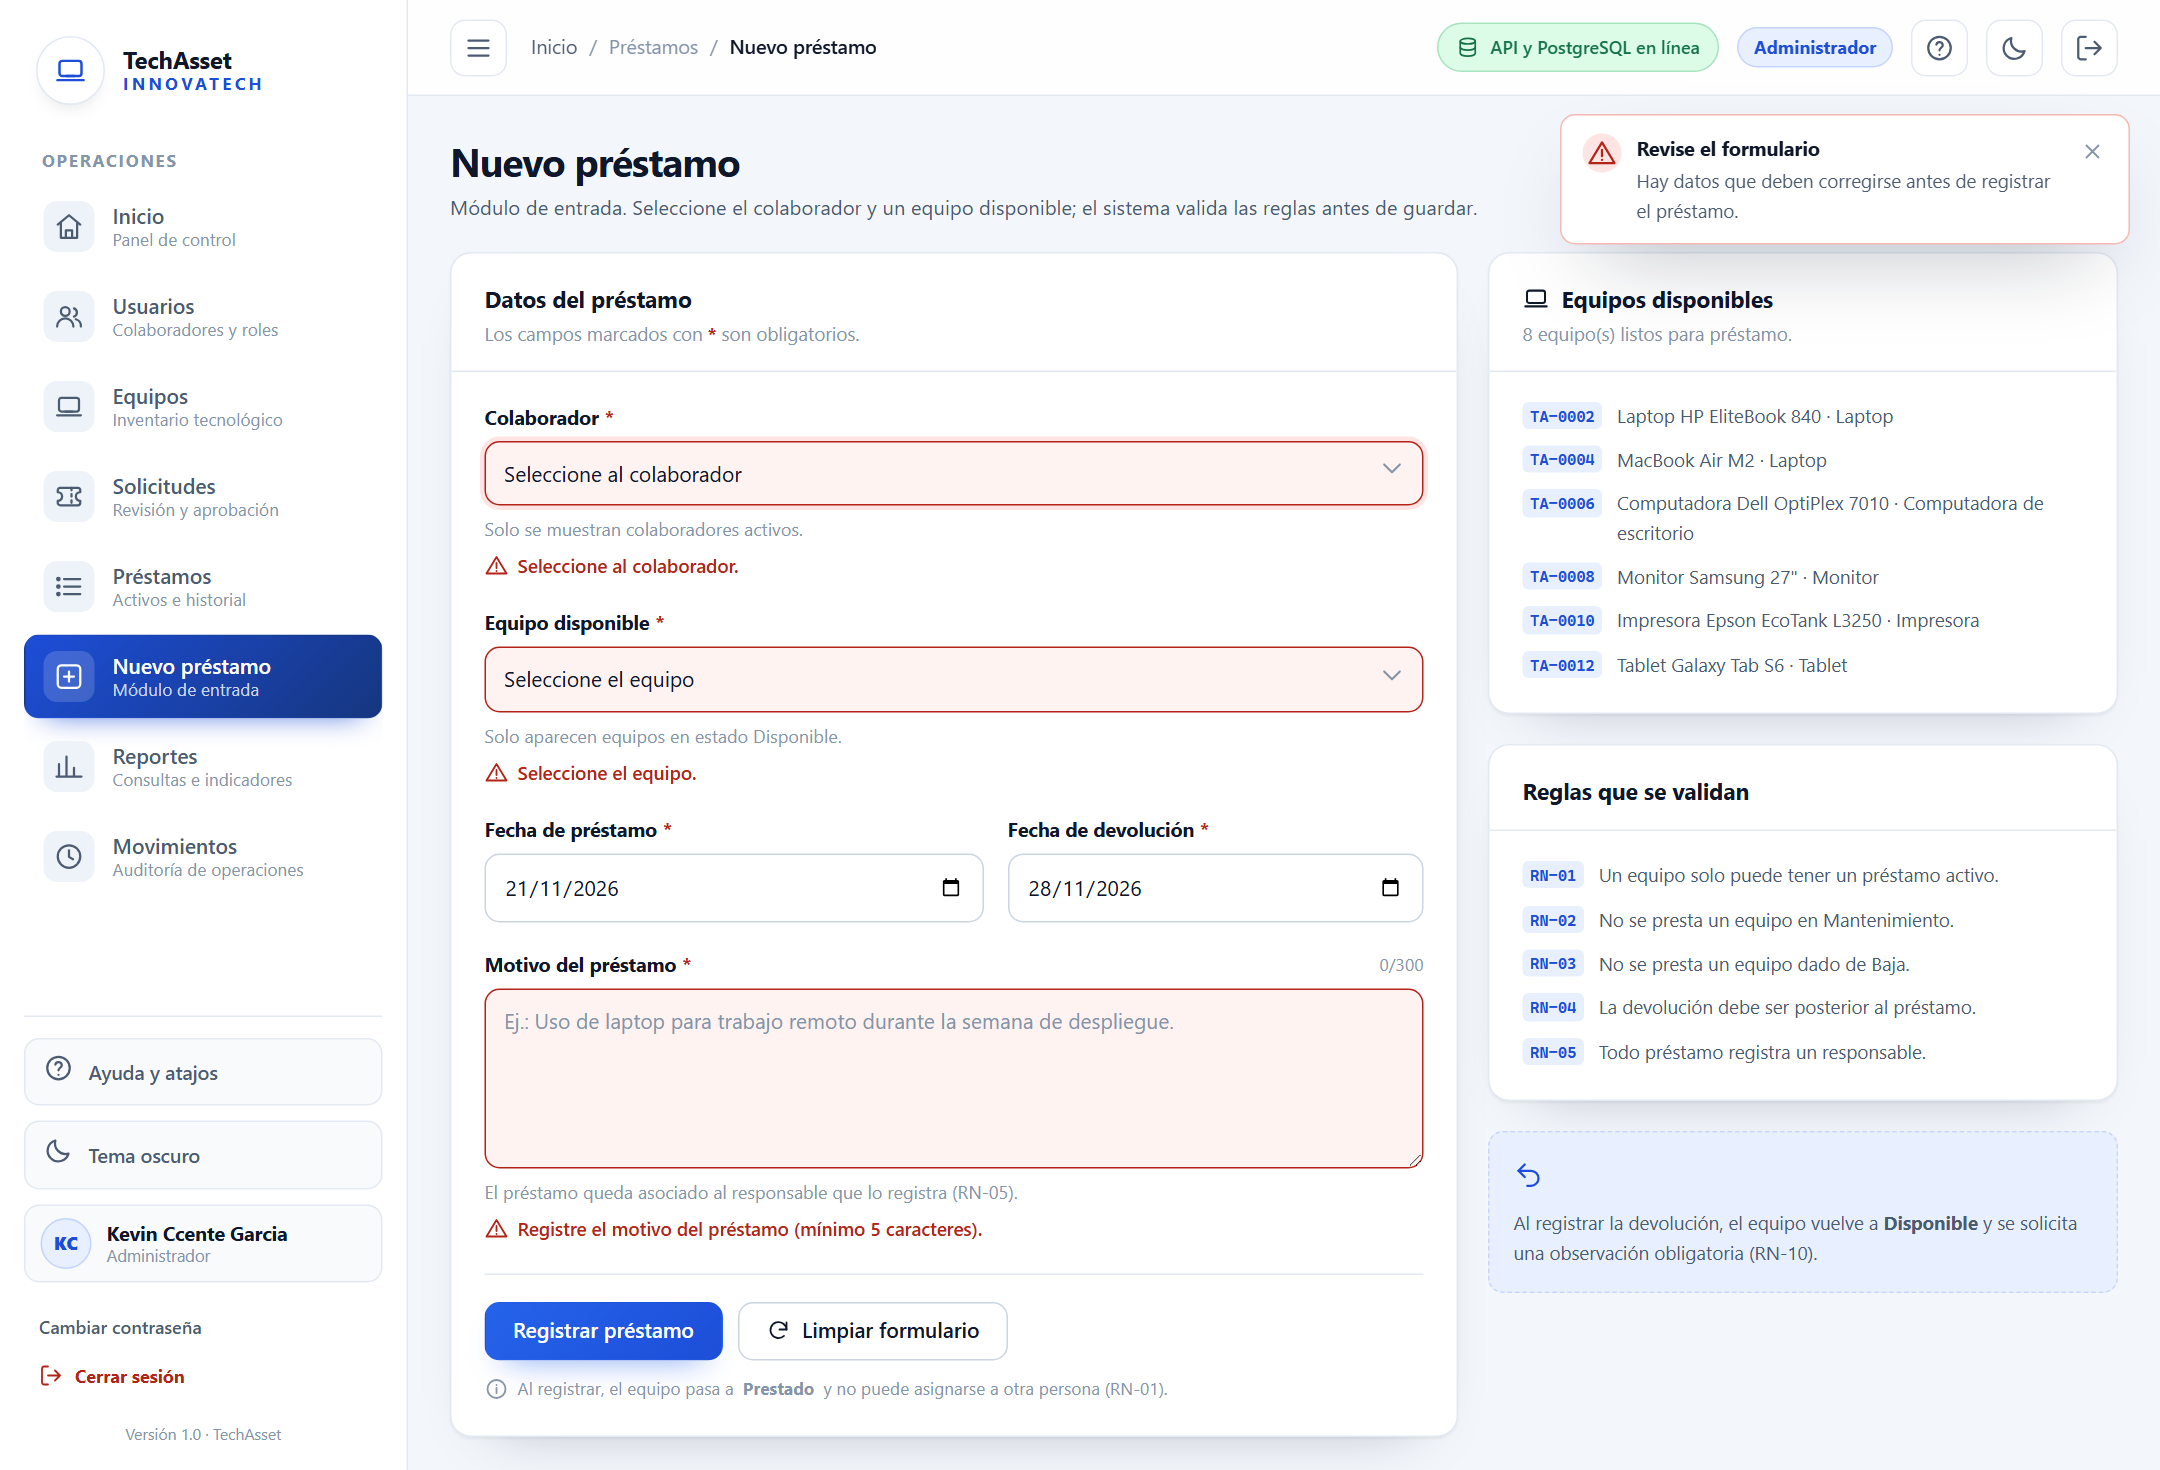 TechAsset
INNOVATECH
OPERACIONES
Inicio
Panel de control
Usuarios
Colaboradores y roles
Equipos
Inventario tecnológico
Solicitudes
Revisión y aprobación
Préstamos
Activos e historial
Nuevo préstamo
Módulo de entrada
Reportes
Consultas e indicadores
Movimientos
Auditoría de operaciones
Ayuda y atajos
Tema oscuro
KC
Kevin Ccente Garcia
Administrador
Cambiar contraseña
Cerrar sesión
Versión 1.0 · TechAsset
Inicio / Préstamos / Nuevo préstamo
API y PostgreSQL en línea
Administrador
Revise el formulario
Hay datos que deben corregirse antes de registrar
el préstamo.
Nuevo préstamo
Módulo de entrada. Seleccione el colaborador y un equipo disponible; el sistema valida las reglas antes de guardar.
Datos del préstamo
Los campos marcados con * son obligatorios.
Colaborador *
Seleccione al colaborador
Solo se muestran colaboradores activos.
Seleccione al colaborador.
Equipo disponible *
Seleccione el equipo
Solo aparecen equipos en estado Disponible.
Seleccione el equipo.
Fecha de préstamo *
21/11/2026
Fecha de devolución *
28/11/2026
Motivo del préstamo *
0/300
Ej.: Uso de laptop para trabajo remoto durante la semana de despliegue.
El préstamo queda asociado al responsable que lo registra (RN-05).
Registre el motivo del préstamo (mínimo 5 caracteres).
Registrar préstamo
Limpiar formulario
Al registrar, el equipo pasa a Prestado y no puede asignarse a otra persona (RN-01).
Equipos disponibles
8 equipo(s) listos para préstamo.
TA-0002 Laptop HP EliteBook 840 · Laptop
TA-0004 MacBook Air M2 · Laptop
TA-0006 Computadora Dell OptiPlex 7010 · Computadora de
escritorio
TA-0008 Monitor Samsung 27" · Monitor
TA-0010 Impresora Epson EcoTank L3250 · Impresora
TA-0012 Tablet Galaxy Tab S6 · Tablet
Reglas que se validan
RN-01 Un equipo solo puede tener un préstamo activo.
RN-02 No se presta un equipo en Mantenimiento.
RN-03 No se presta un equipo dado de Baja.
RN-04 La devolución debe ser posterior al préstamo.
RN-05 Todo préstamo registra un responsable.
Al registrar la devolución, el equipo vuelve a Disponible y se solicita
una observación obligatoria (RN-10).